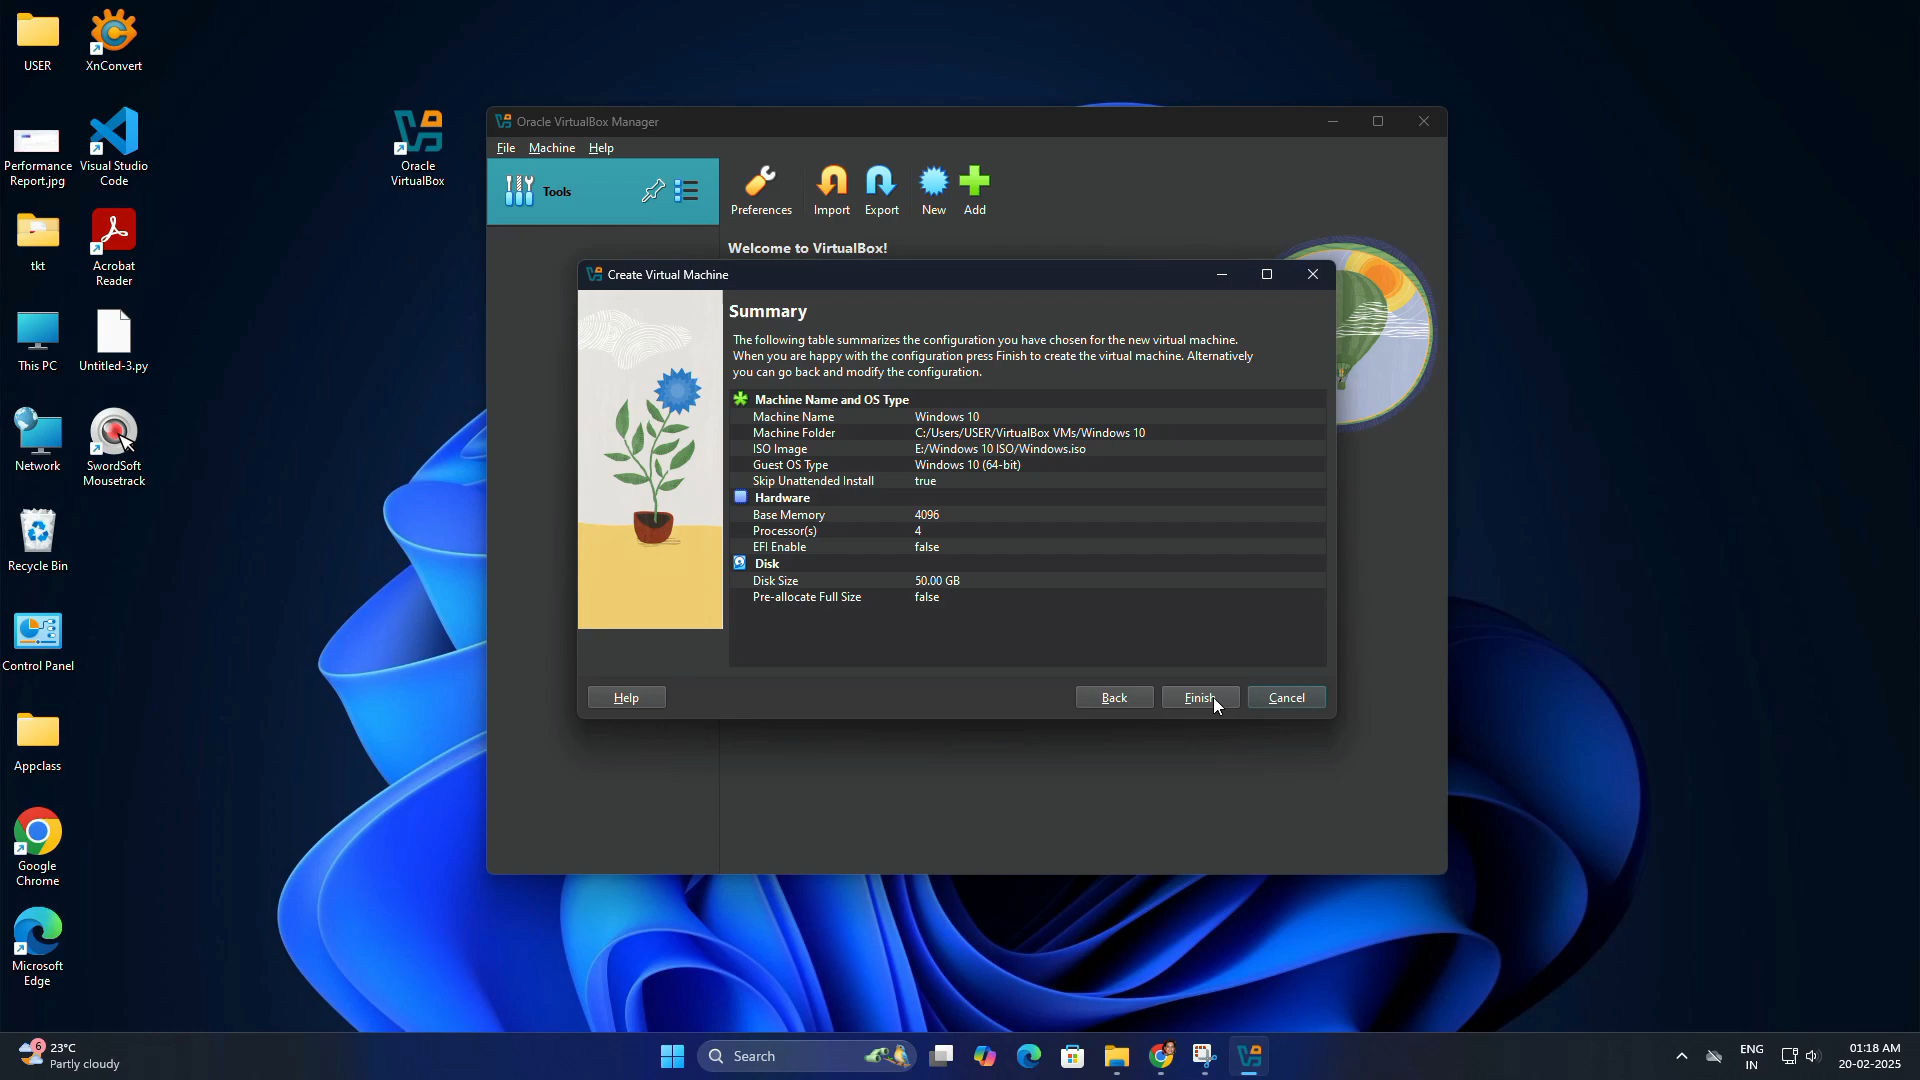 USER
XnConvert
Performance
Report.jpg
Visual Studio
Code
tkt
Acrobat
Reader
This PC
Untitled-3.py
Network
SwordSoft
Mousetrack
Recycle Bin
Control Panel
Appclass
Google
Chrome
Microsoft
Edge
Oracle
VirtualBox
Oracle VirtualBox Manager
File Machine Help
Tools
Preferences Import Export New Add
Welcome to VirtualBox!
Create Virtual Machine
Summary
The following table summarizes the configuration you have chosen for the new virtual machine.
When you are happy with the configuration press Finish to create the virtual machine. Alternatively
you can go back and modify the configuration.
Machine Name and OS Type
Machine Name Windows 10
Machine Folder C:/Users/USER/VirtualBox VMs/Windows 10
ISO Image E:/Windows 10 ISO/Windows.iso
Guest OS Type Windows 10 (64-bit)
Skip Unattended Install true
Hardware
Base Memory 4096
Processor(s) 4
EFI Enable false
Disk
Disk Size 50.00 GB
Pre-allocate Full Size false
Help Back Finish Cancel
6
23°C
Partly cloudy
Search
ENG
IN
01:18 AM
20-02-2025